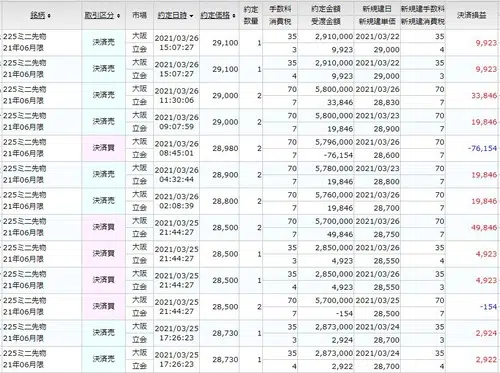 銘柄 取引区分 市場 約定日時 約定価格 約定数量 手数料 約定金額 新規建日 新規建手数料 決済損益
消費税 受渡金額 新規建単価 新規建消費税
225ミニ先物 決済売 大阪 2021/03/26 29,100 1 35 2,910,000 2021/03/22 35 9,923
21年06月限 立会 15:07:27 3 9,923 29,000 4
225ミニ先物 決済売 大阪 2021/03/26 29,100 1 35 2,910,000 2021/03/22 35 9,923
21年06月限 立会 15:07:27 4 9,923 29,000 3
225ミニ先物 決済売 大阪 2021/03/26 29,000 2 70 5,800,000 2021/03/26 70 33,846
21年06月限 立会 11:30:06 7 33,846 28,830 7
225ミニ先物 決済売 大阪 2021/03/26 29,000 2 70 5,800,000 2021/03/23 70 19,846
21年06月限 立会 09:07:59 7 19,846 28,900 7
225ミニ先物 決済買 大阪 2021/03/26 28,980 2 70 5,796,000 2021/03/26 70 -76,154
21年06月限 立会 08:45:01 7 -76,154 28,600 7
225ミニ先物 決済売 大阪 2021/03/26 28,900 2 70 5,780,000 2021/03/23 70 19,846
21年06月限 立会 04:32:44 7 19,846 28,800 7
225ミニ先物 決済売 大阪 2021/03/26 28,800 2 70 5,760,000 2021/03/26 70 19,846
21年06月限 立会 02:08:39 7 19,846 28,700 7
225ミニ先物 決済買 大阪 2021/03/25 28,500 2 70 5,700,000 2021/03/23 70 49,846
21年06月限 立会 21:44:27 7 49,846 28,750 7
225ミニ先物 決済買 大阪 2021/03/25 28,500 1 35 2,850,000 2021/03/24 35 4,923
21年06月限 立会 21:44:27 3 4,923 28,550 4
225ミニ先物 決済買 大阪 2021/03/25 28,500 1 35 2,850,000 2021/03/24 35 4,923
21年06月限 立会 21:44:27 4 4,923 28,550 3
225ミニ先物 決済買 大阪 2021/03/25 28,500 2 70 5,700,000 2021/03/25 70 -154
21年06月限 立会 21:44:27 7 -154 28,500 7
225ミニ先物 決済売 大阪 2021/03/25 28,730 1 35 2,873,000 2021/03/24 35 2,924
21年06月限 立会 17:26:23 3 2,924 28,700 3
225ミニ先物 決済売 大阪 2021/03/25 28,730 1 35 2,873,000 2021/03/24 35 2,922
21年06月限 立会 17:26:23 4 2,922 28,700 4